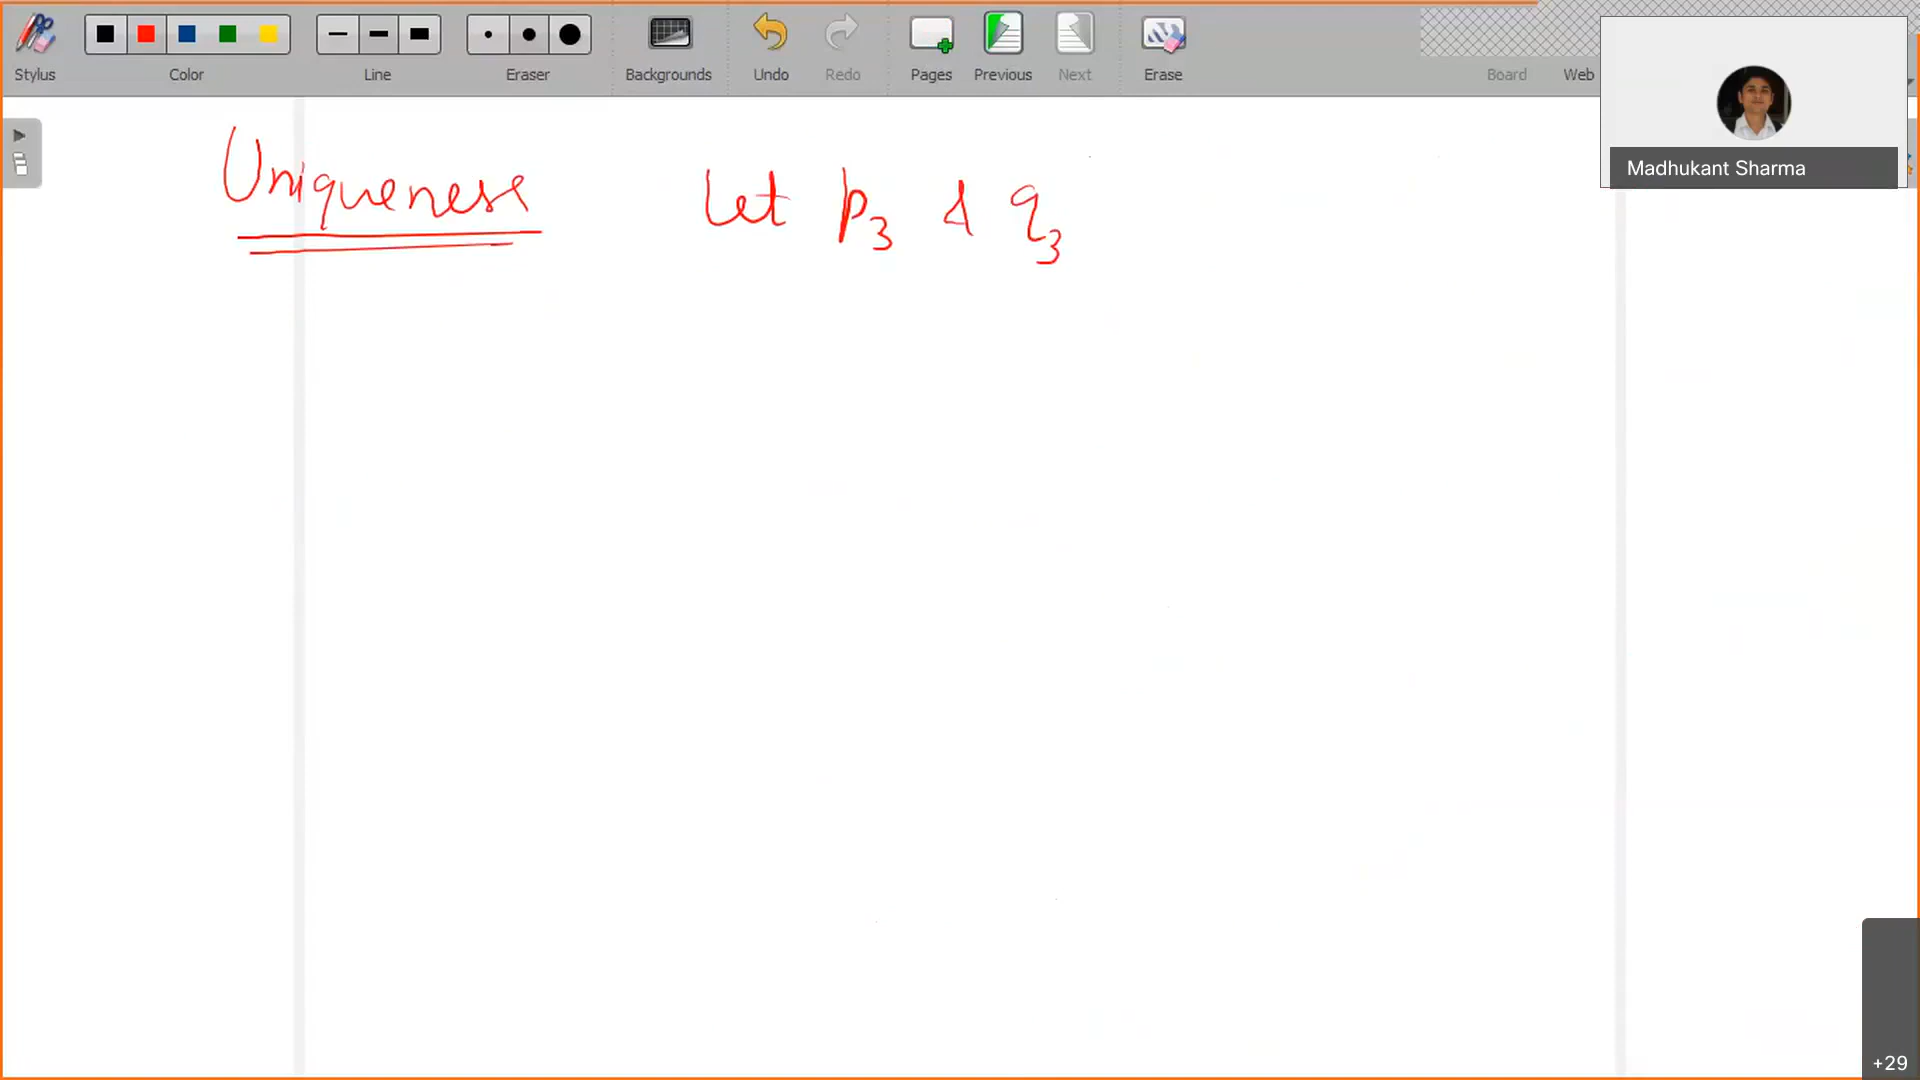 Stylus Color Line Eraser Backgrounds Undo Redo Pages Previous Next Erase Board Web
Madhukant Sharma
Uniqueness Let p₃ & q₃
+29